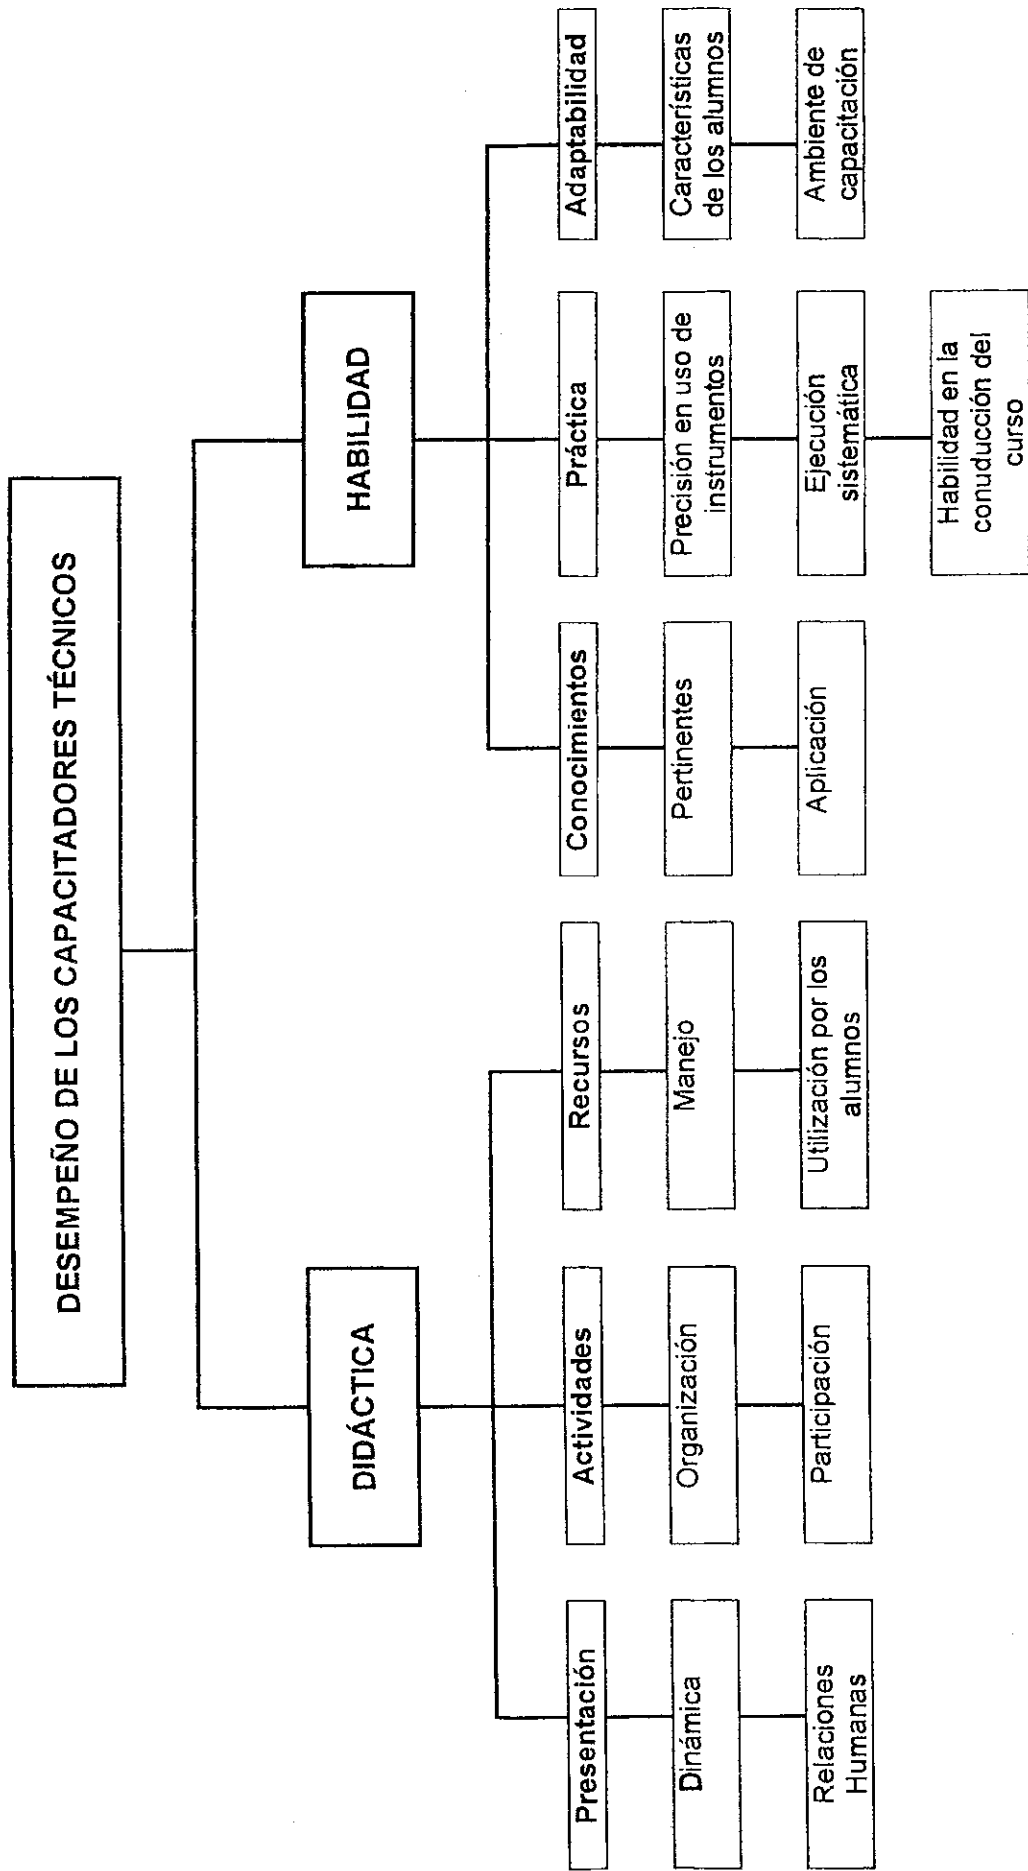 DESEMPEÑO DE LOS CAPACITADORES TÉCNICOS
DIDÁCTICA
HABILIDAD
Presentación
Actividades
Recursos
Conocimientos
Práctica
Adaptabilidad
Dinámica
Organización
Manejo
Pertinentes
Precisión en uso de
instrumentos
Características
de los alumnos
Relaciones
Humanas
Participación
Utilización por los
alumnos
Aplicación
Ejecución
sistemática
Ambiente de
capacitación
Habilidad en la
conuducción del
curso